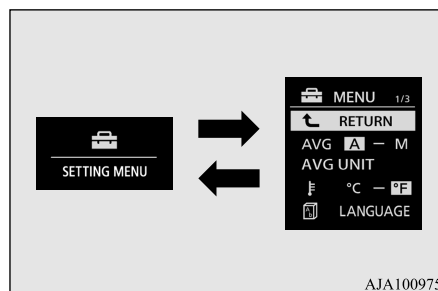 SETTING MENU
MENU 1/3
RETURN
AVG A – M
AVG UNIT
°C – °F
LANGUAGE
AJA100975